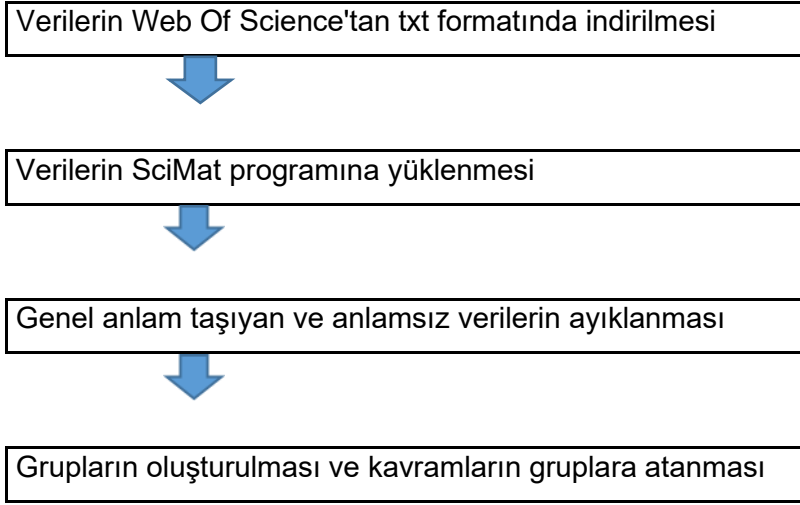 Verilerin Web Of Science'tan txt formatında indirilmesi
Verilerin SciMat programına yüklenmesi
Genel anlam taşıyan ve anlamsız verilerin ayıklanması
Grupların oluşturulması ve kavramların gruplara atanması